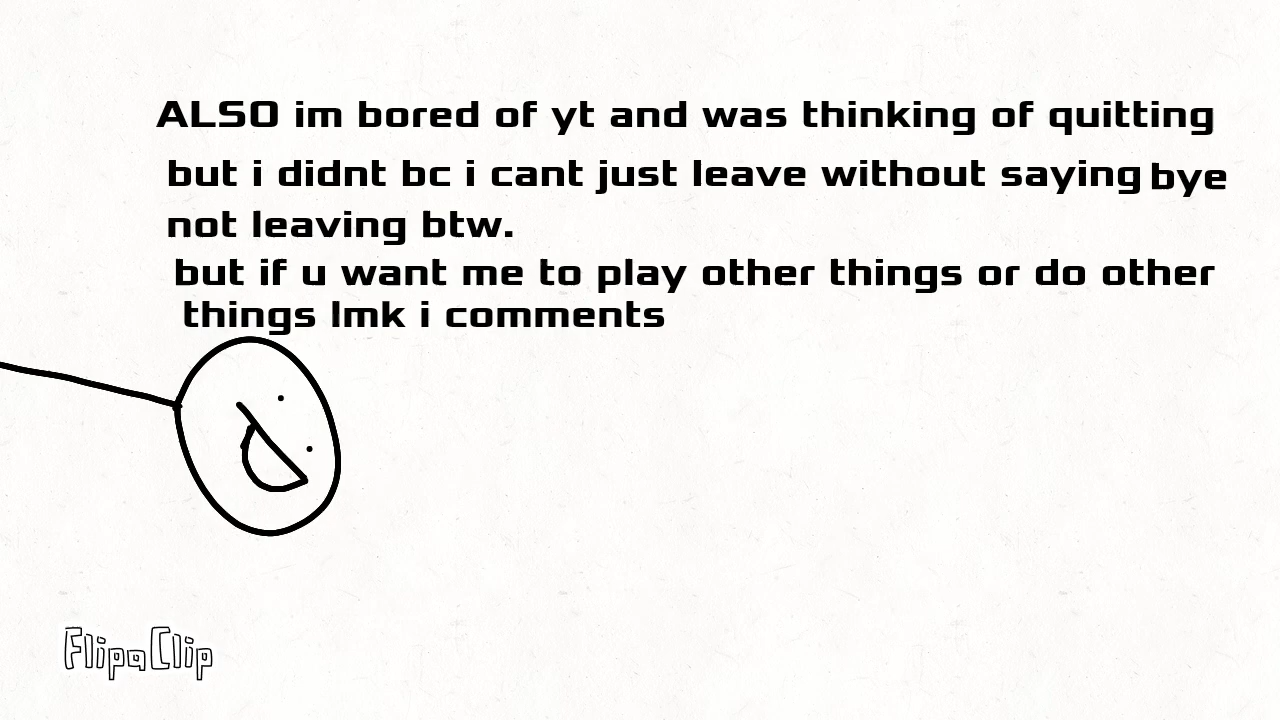 ALSO im bored of yt and was thinking of quitting
but i didnt bc i cant just leave without saying bye
not leaving btw.
but if u want me to play other things or do other
things lmk i comments
FlipaClip